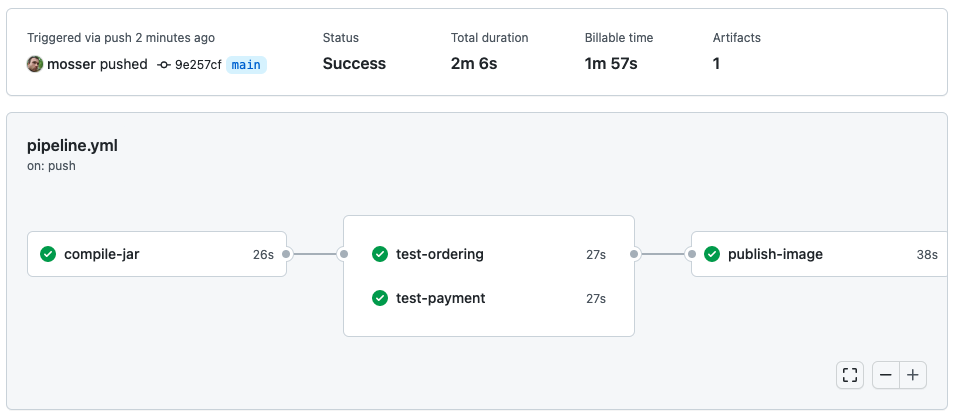 Triggered via push 2 minutes ago
mosser pushed 9e257cf main
Status
Success
Total duration
2m 6s
Billable time
1m 57s
Artifacts
1
pipeline.yml
on: push
compile-jar 26s
test-ordering 27s
test-payment 27s
publish-image 38s